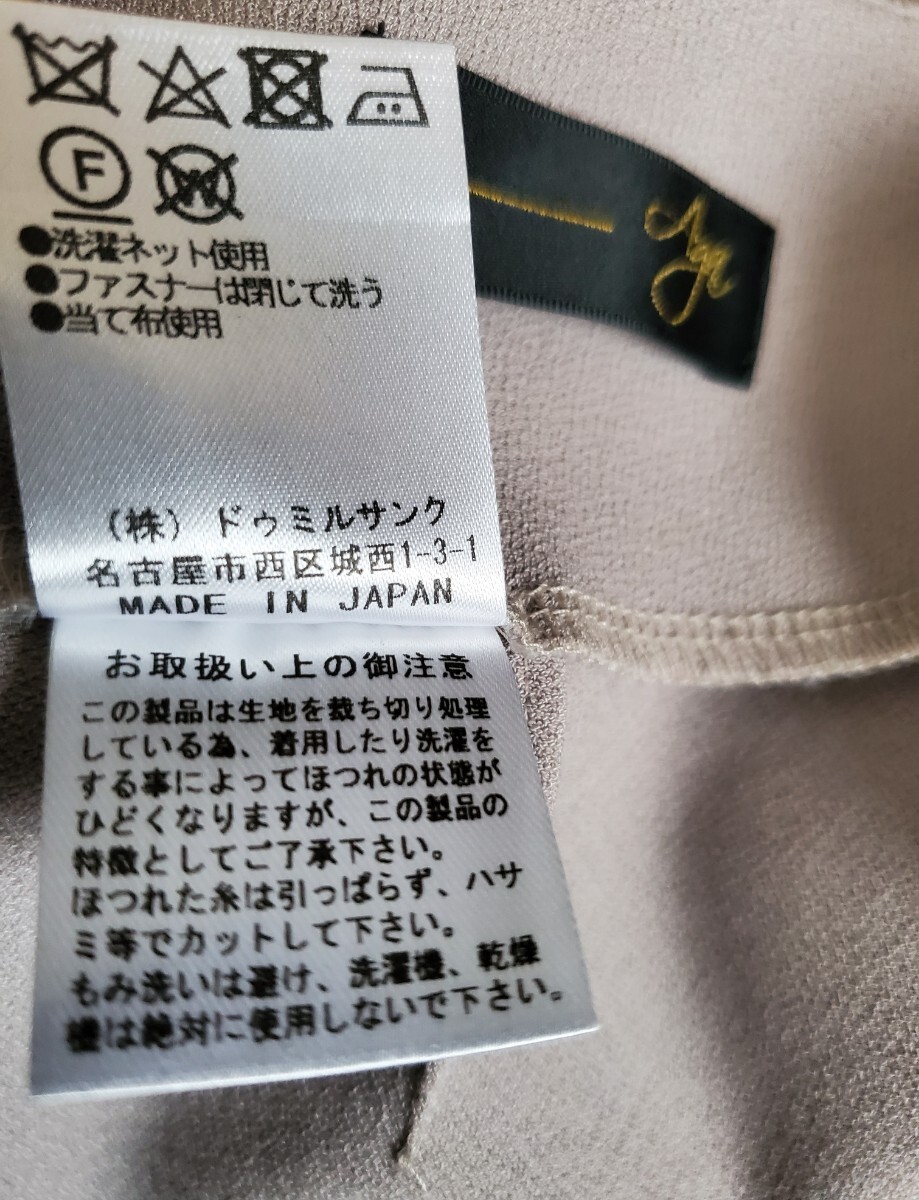 F
W
●洗濯ネット使用
●ファスナーは閉じて洗う
●当て布使用
(株) ドゥミルサンク
名古屋市西区城西1-3-1
MADE IN JAPAN
お取扱い上の御注意
この製品は生地を裁ち切り処理
している為、着用したり洗濯を
する事によってほつれの状態が
ひどくなりますが、この製品の
特徴としてご了承下さい。
ほつれた糸は引っぱらず、ハサ
ミ等でカットして下さい。
もみ洗いは避け、洗濯機、乾燥
機は絶対に使用しないで下さい。